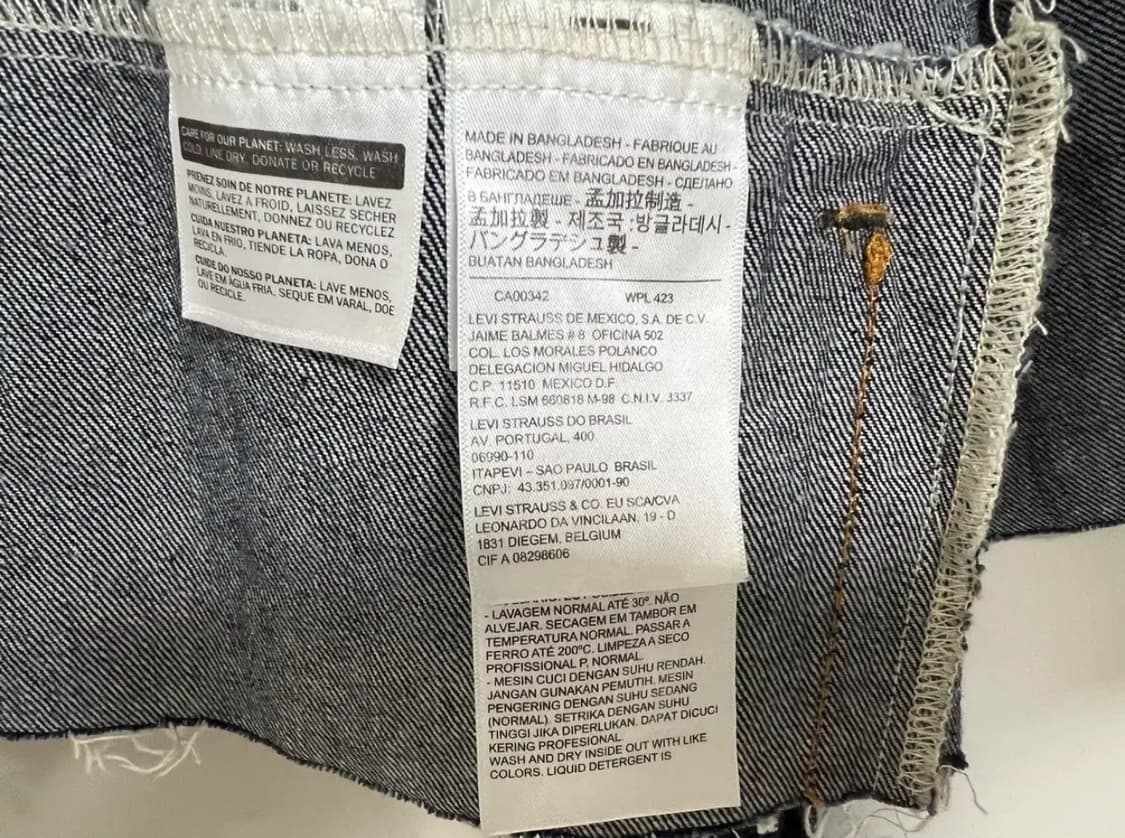 CARE FOR OUR PLANET: WASH LESS, WASH
COLD, LINE DRY, DONATE OR RECYCLE
PRENEZ SOIN DE NOTRE PLANETE: LAVEZ
MOINS, LAVEZ A FROID, LAISSEZ SECHER
NATURELLEMENT, DONNEZ OU RECYCLEZ
CUIDA NUESTRO PLANETA: LAVA MENOS,
LAVA EN FRIO, TIENDE LA ROPA, DONA O
RECICLA.
CUIDE DO NOSSO PLANETA: LAVE MENOS,
LAVE EM ÁGUA FRIA, SEQUE EM VARAL, DOE
OU RECICLE.
MADE IN BANGLADESH - FABRIQUE AU
BANGLADESH - FABRICADO EN BANGLADESH -
FABRICADO EM BANGLADESH - СДЕЛАНО
В БАНГЛАДЕШЕ - 孟加拉制造 -
孟加拉製 - 제조국 :방글라데시 -
バングラデシュ製 -
BUATAN BANGLADESH
CA00342 WPL 423
LEVI STRAUSS DE MEXICO, S.A. DE C.V.
JAIME BALMES # 8 OFICINA 502
COL. LOS MORALES POLANCO
DELEGACION MIGUEL HIDALGO
C.P. 11510 MEXICO D.F.
R.F.C. LSM 660818 M-98 C.N.I.V. 3337
LEVI STRAUSS DO BRASIL
AV. PORTUGAL, 400
06990-110
ITAPEVI – SAO PAULO BRASIL
CNPJ: 43.351.097/0001-90
LEVI STRAUSS & CO. EU SCA/CVA
LEONARDO DA VINCILAAN, 19 - D
1831 DIEGEM, BELGIUM
CIF A 08298606
- LAVAGEM NORMAL ATÉ 30º. NÃO
ALVEJAR. SECAGEM EM TAMBOR EM
TEMPERATURA NORMAL. PASSAR A
FERRO ATÉ 200ºC. LIMPEZA A SECO
PROFISSIONAL P, NORMAL.
- MESIN CUCI DENGAN SUHU RENDAH.
JANGAN GUNAKAN PEMUTIH. MESIN
PENGERING DENGAN SUHU SEDANG
(NORMAL). SETRIKA DENGAN SUHU
TINGGI JIKA DIPERLUKAN. DAPAT DICUCI
KERING PROFESIONAL.
WASH AND DRY INSIDE OUT WITH LIKE
COLORS. LIQUID DETERGENT IS